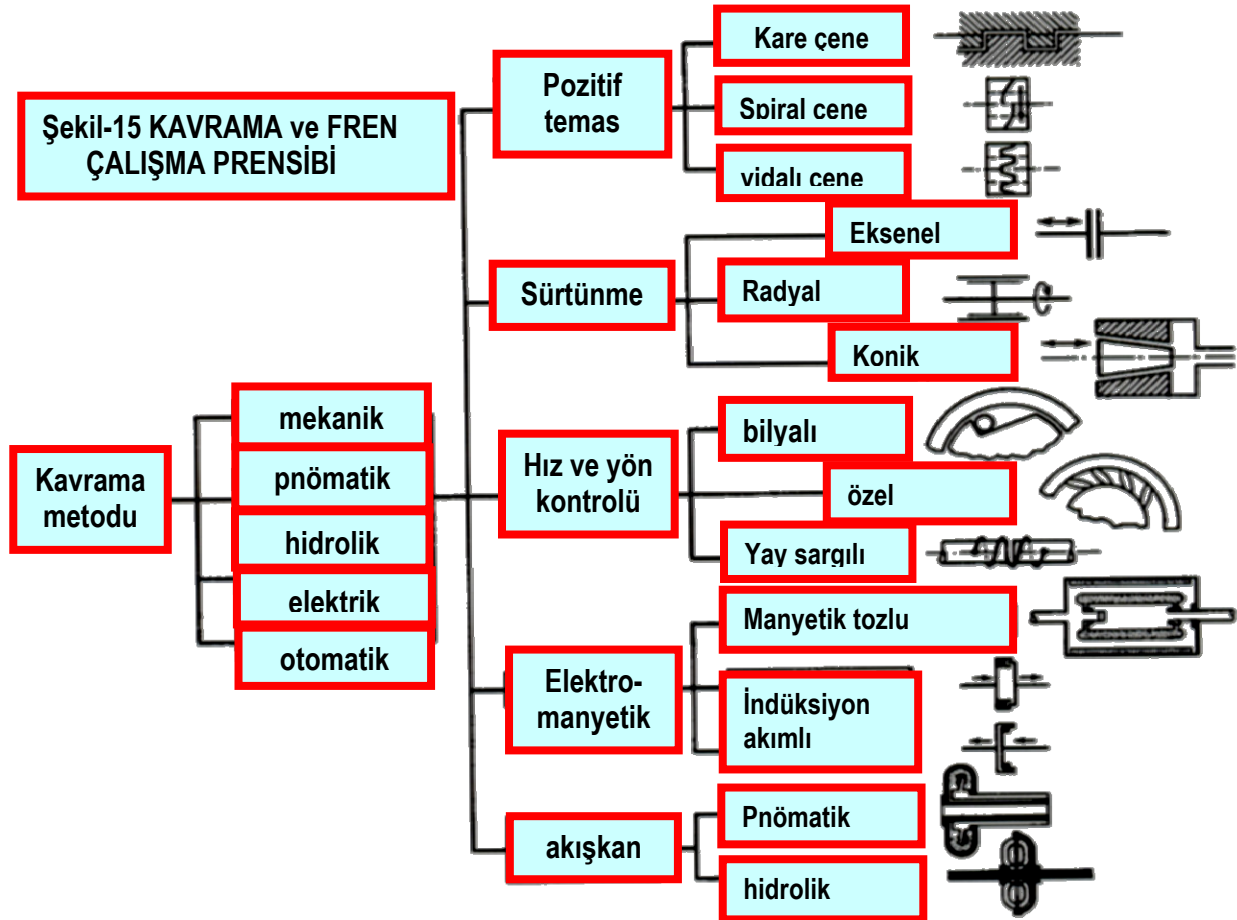 Şekil-15 KAVRAMA ve FREN
ÇALIŞMA PRENSİBİ
Kavrama
metodu
mekanik
pnömatik
hidrolik
elektrik
otomatik
Pozitif
temas
Kare çene
Spiral cene
vidalı cene
Sürtünme
Eksenel
Radyal
Konik
Hız ve yön
kontrolü
bilyalı
özel
Yay sargılı
Elektro-
manyetik
Manyetik tozlu
İndüksiyon
akımlı
akışkan
Pnömatik
hidrolik